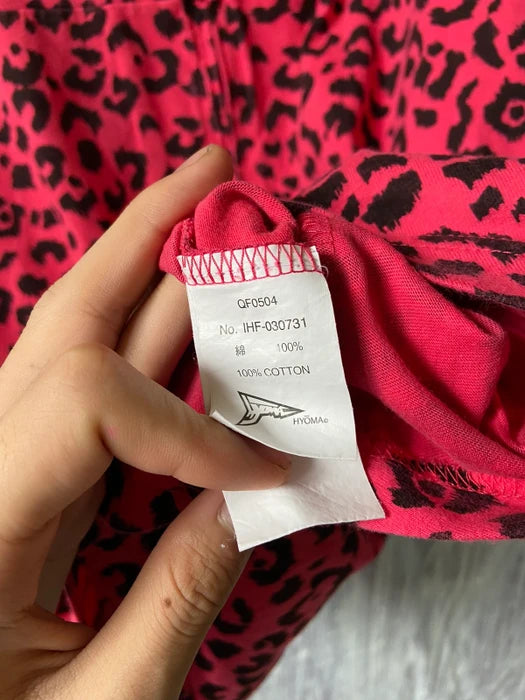 QF0504
No. IHF-030731
綿 100%
100% COTTON
HYOMA®